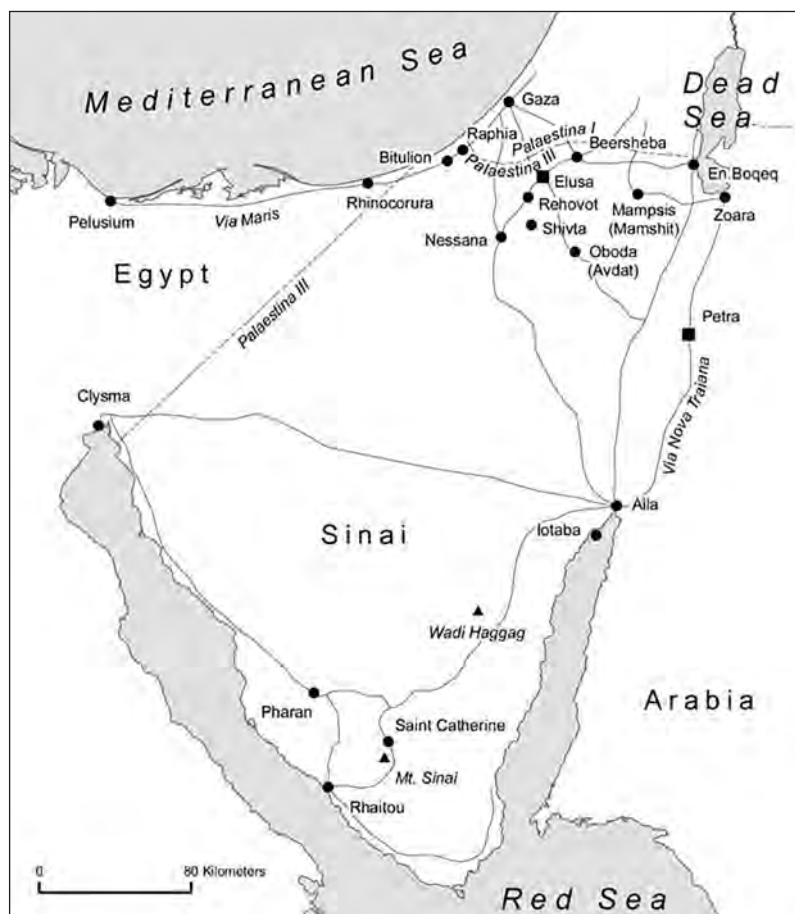 Mediterranean Sea
Dead
Sea
Gaza
Raphia
Palaestina I
Palaestina III
Beersheba
Bitulion
En Boqeq
Elusa
Rhinocorura
Rehovot
Mampsis
(Mamshit)
Zoara
Pelusium
Via Maris
Shivta
Nessana
Oboda
(Avdat)
Egypt
Palaestina III
Petra
Via Nova Traiana
Clysma
Aila
Iotaba
Sinai
Wadi Haggag
Arabia
Pharan
Saint Catherine
Mt. Sinai
Rhaitou
0
80 Kilometers
Red Sea